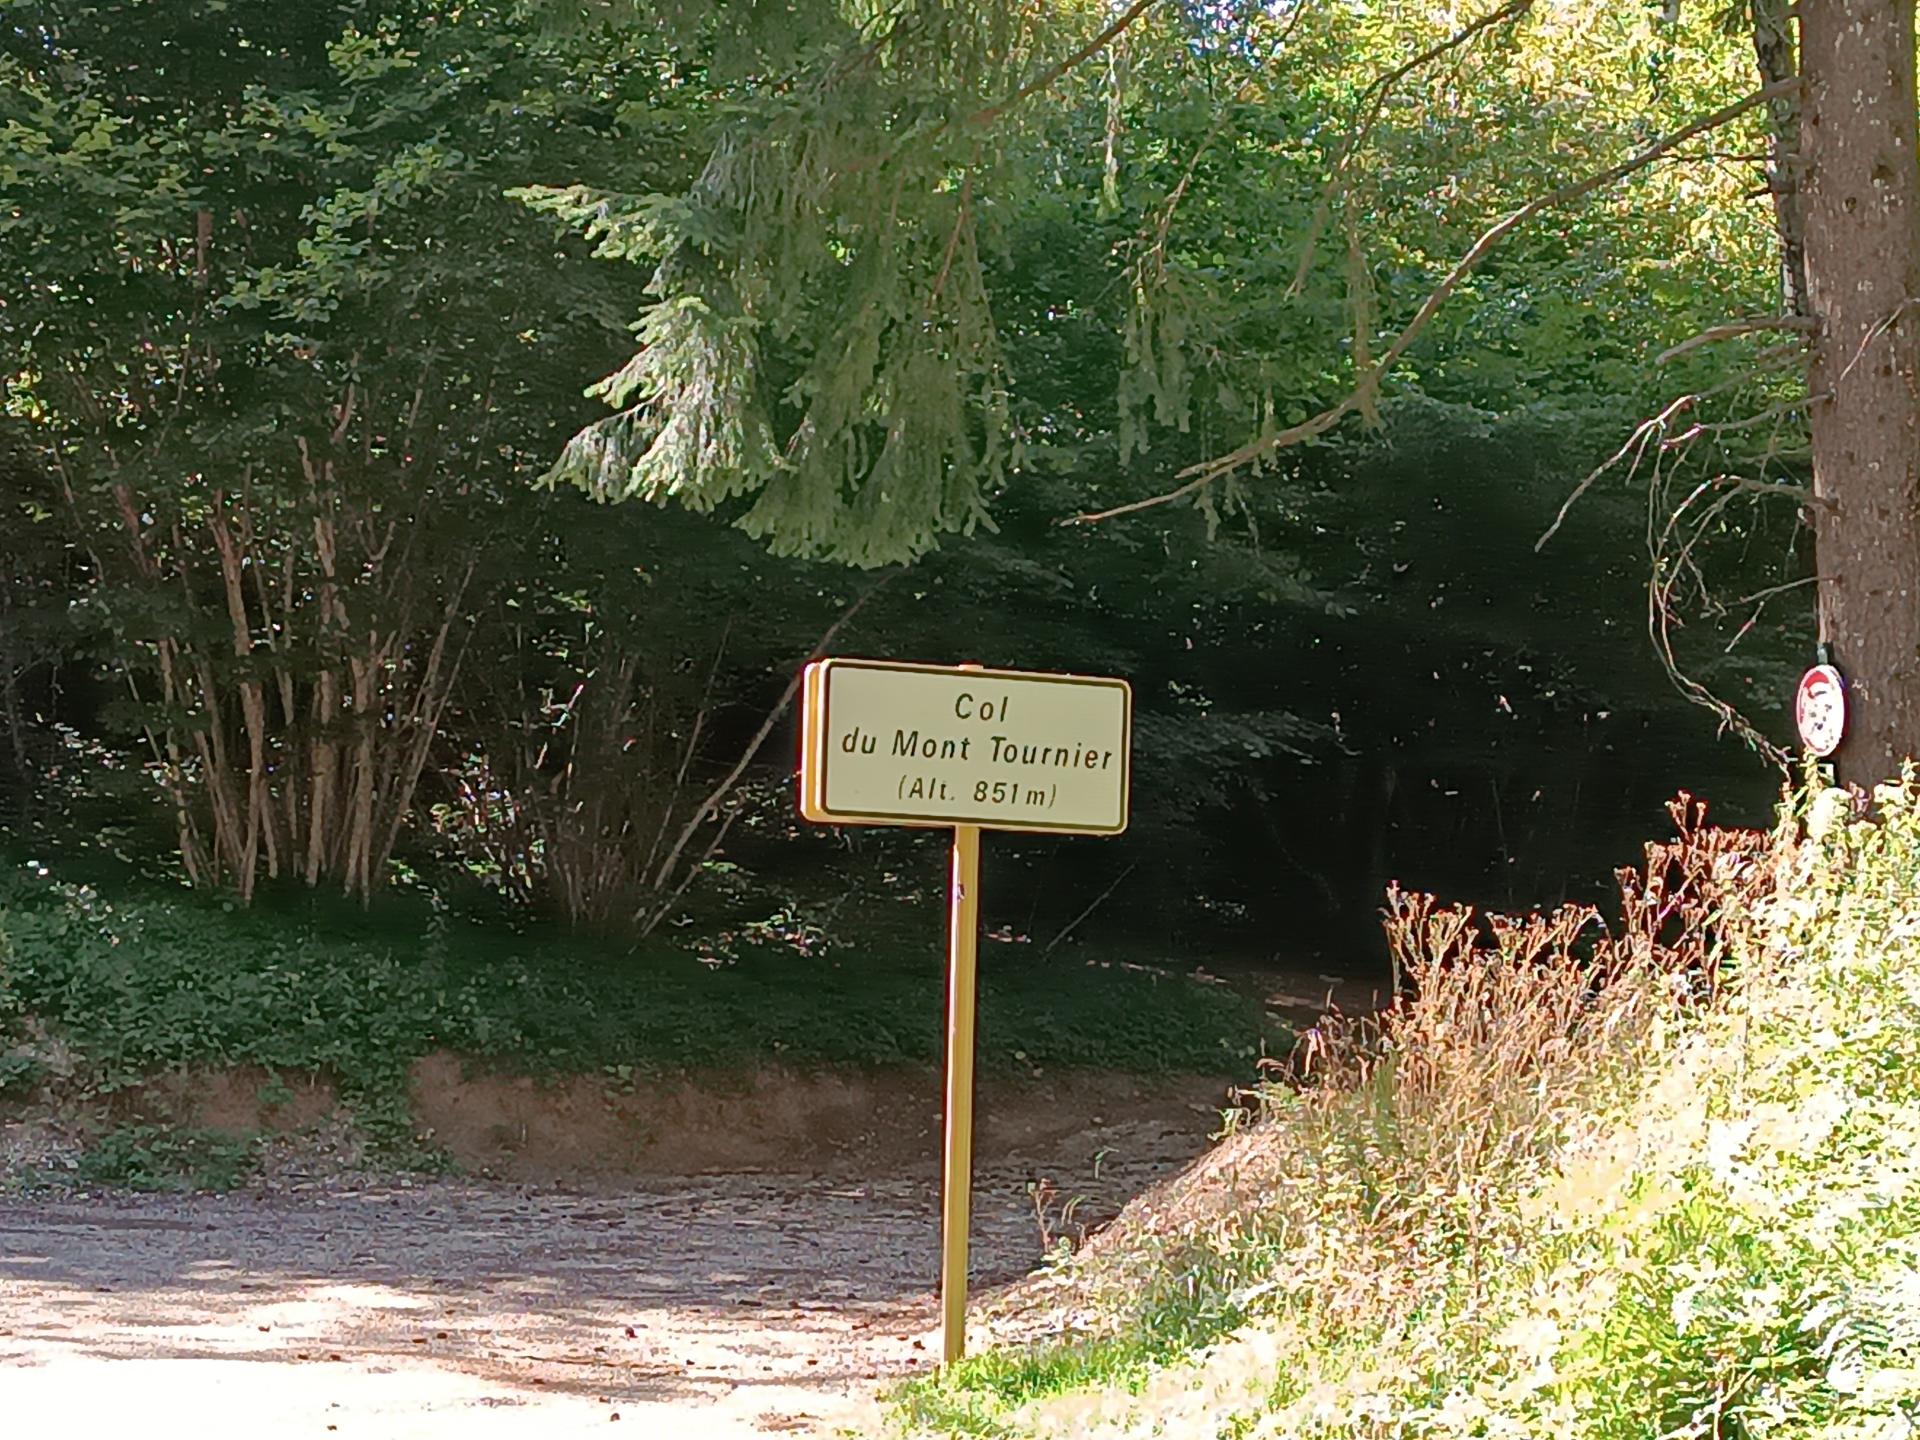 Col
du Mont Tournier
(Alt. 851m)